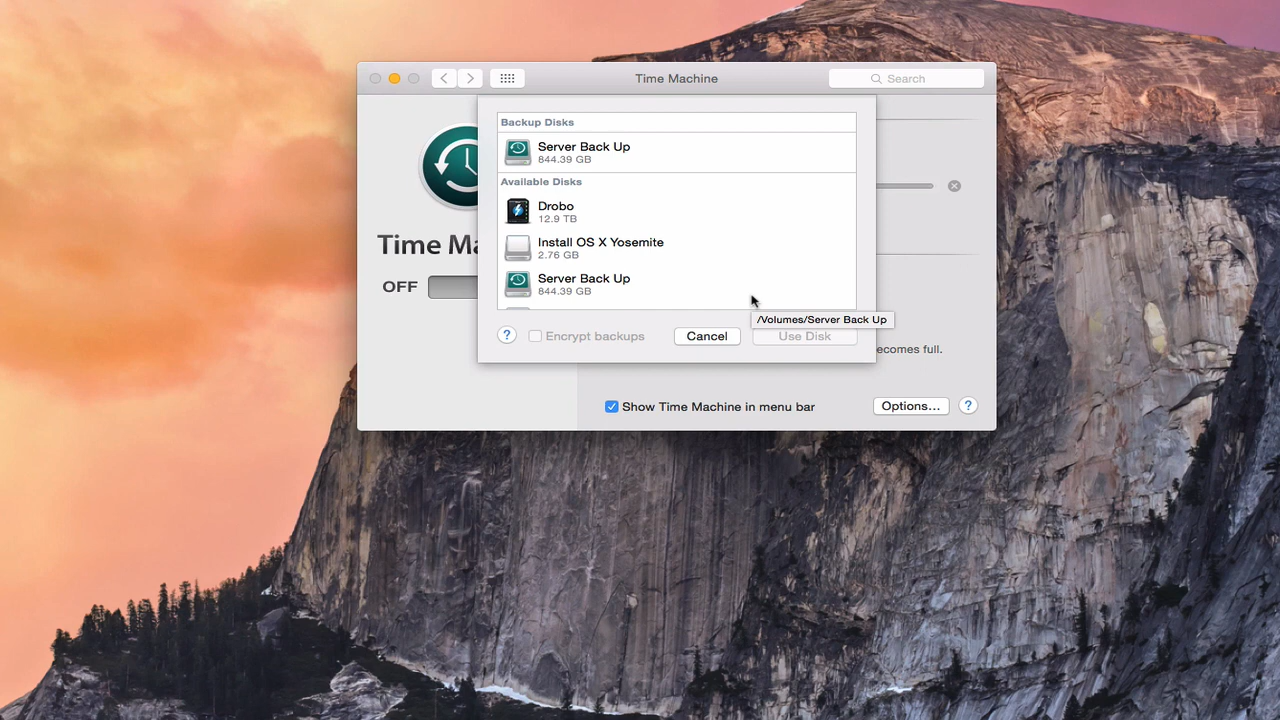 Time Machine
Search
Backup Disks
Server Back Up
844.39 GB
Available Disks
Drobo
12.9 TB
Install OS X Yosemite
2.76 GB
Server Back Up
844.39 GB
/Volumes/Server Back Up
? Encrypt backups Cancel Use Disk
Time Ma
OFF
ecomes full.
Show Time Machine in menu bar Options... ?